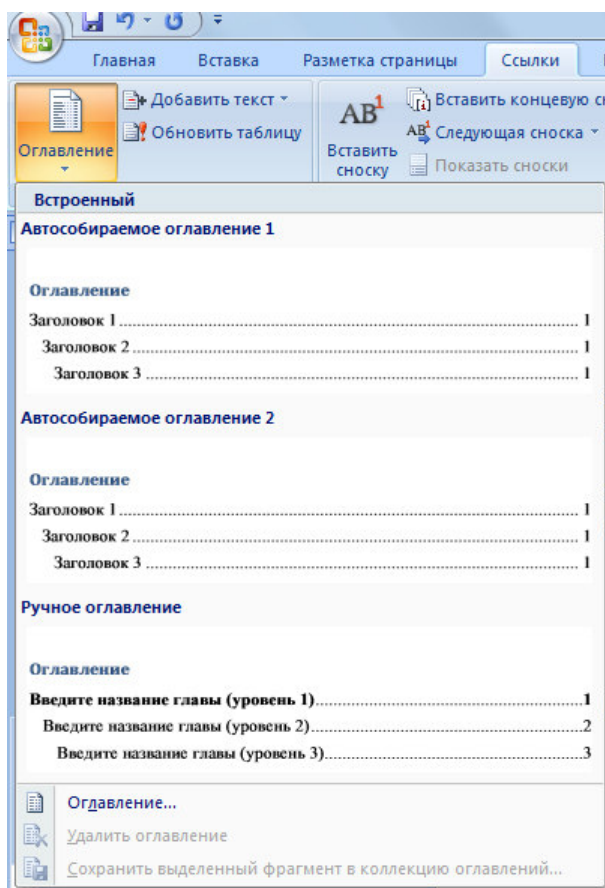 Главная Вставка Разметка страницы Ссылки
Добавить текст
Обновить таблицу
Оглавление
AB1
Вставить сноску
Вставить концевую
AB1 Следующая сноска
Показать сноски
Встроенный
Автособираемое оглавление 1
Оглавление
Заголовок 1 ... 1
Заголовок 2 ... 1
Заголовок 3 ... 1
Автособираемое оглавление 2
Оглавление
Заголовок 1 ... 1
Заголовок 2 ... 1
Заголовок 3 ... 1
Ручное оглавление
Оглавление
Введите название главы (уровень 1)...1
Введите название главы (уровень 2)...2
Введите название главы (уровень 3)...3
Оглавление...
Удалить оглавление
Сохранить выделенный фрагмент в коллекцию оглавлений...